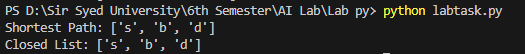 PS D:\Sir Syed University\6th Semester\AI Lab\Lab py> python labtask.py
Shortest Path: ['s', 'b', 'd']
Closed List: ['s', 'b', 'd']